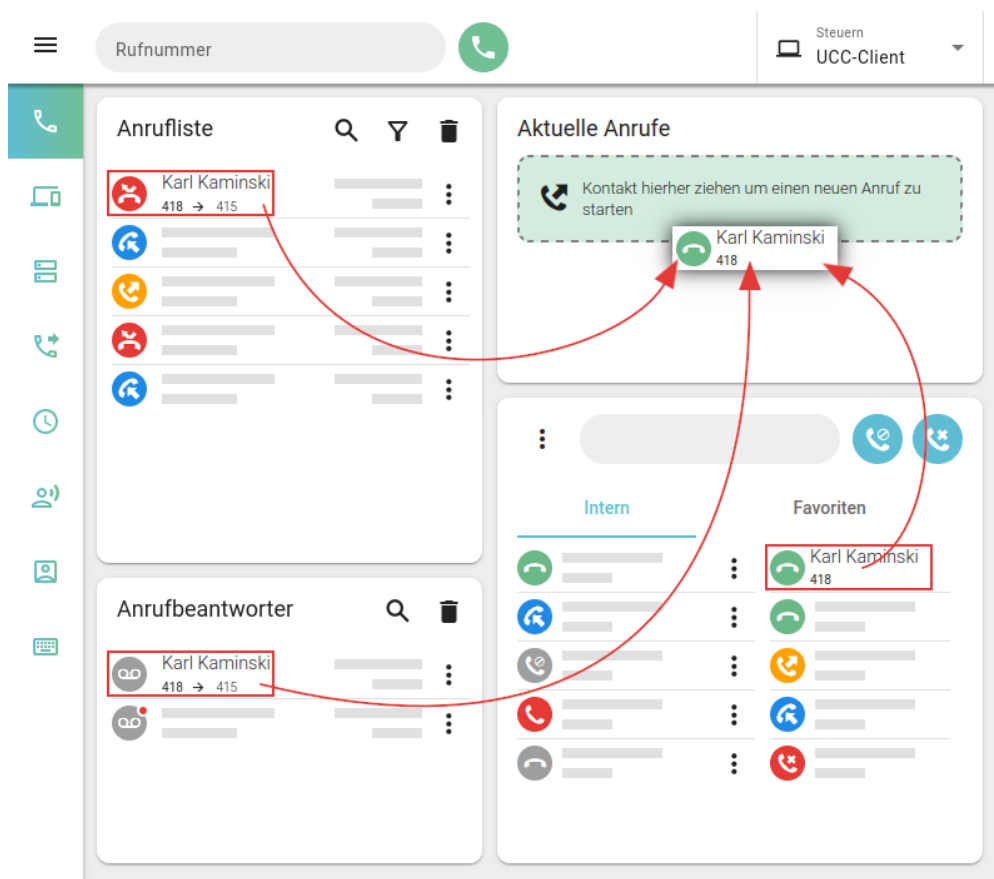 Rufnummer
Steuern
UCC-Client
Anrufliste
Karl Kaminski
418 → 415
Aktuelle Anrufe
Kontakt hierher ziehen um einen neuen Anruf zu
starten
Karl Kaminski
418
Intern
Favoriten
Karl Kaminski
418
Anrufbeantworter
Karl Kaminski
418 → 415